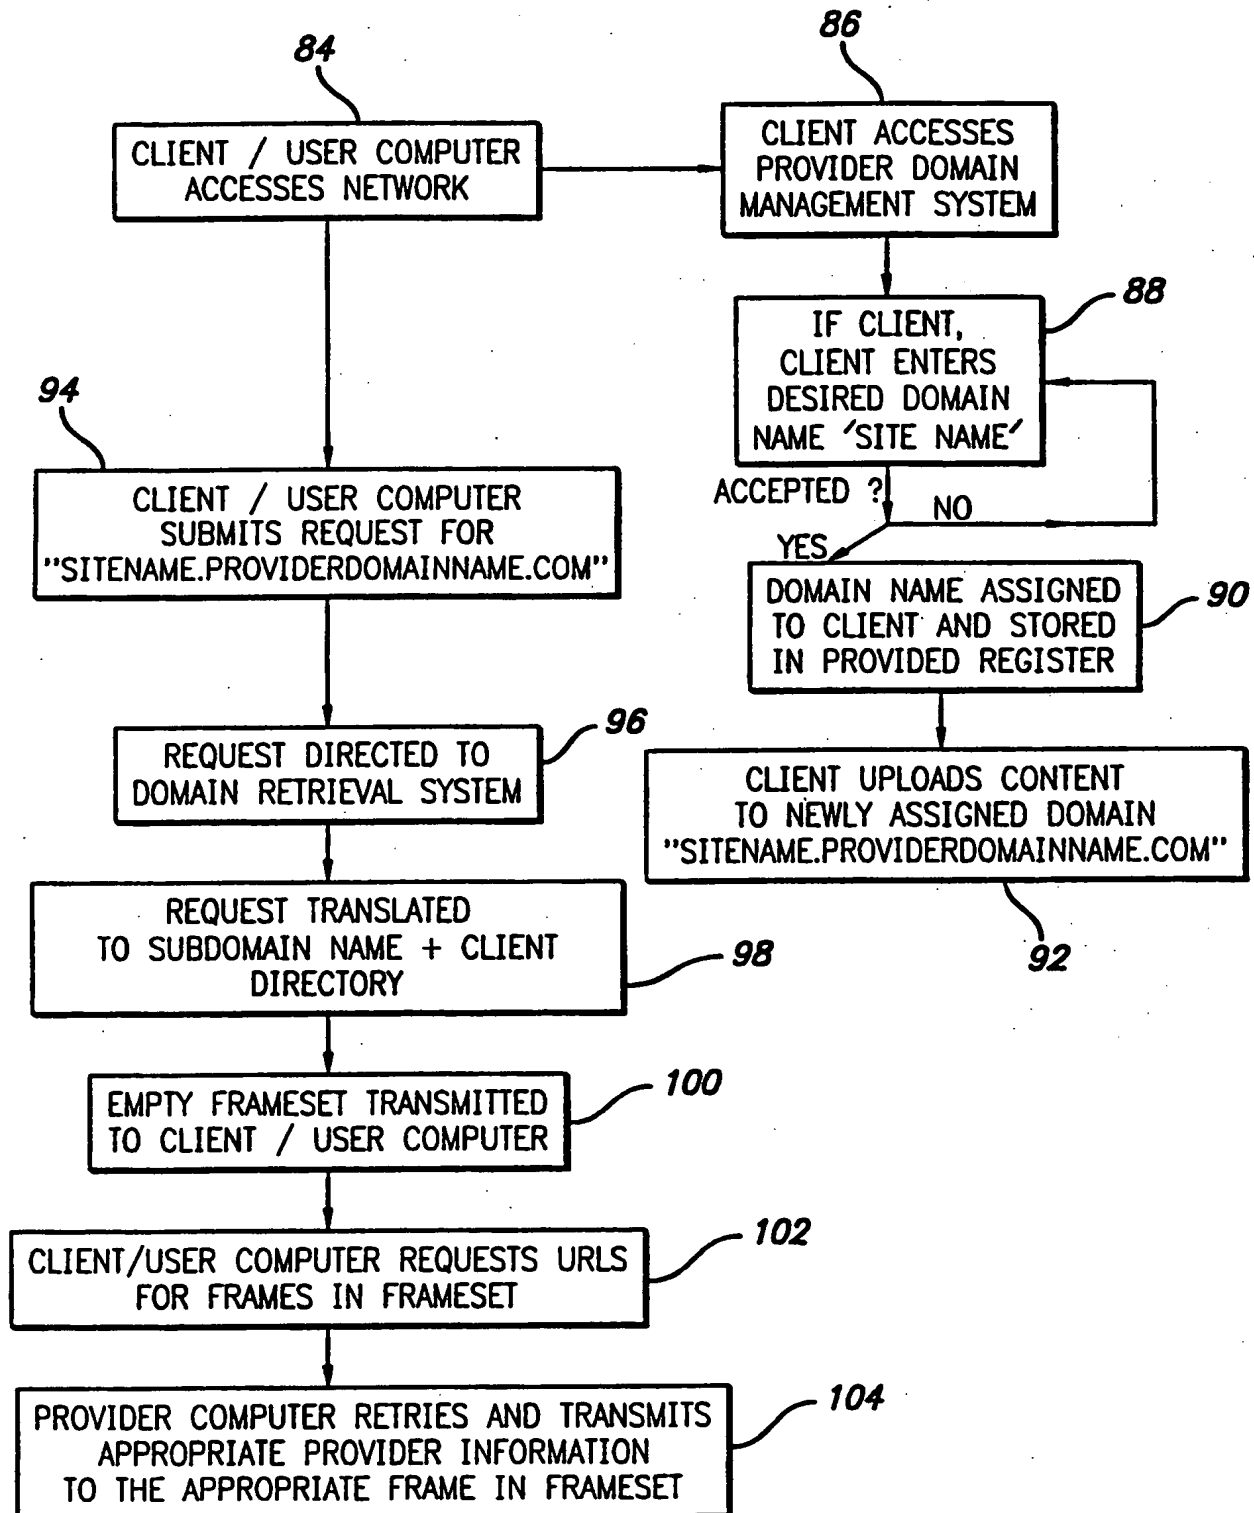 84
CLIENT / USER COMPUTER
ACCESSES NETWORK
86
CLIENT ACCESSES
PROVIDER DOMAIN
MANAGEMENT SYSTEM
88
IF CLIENT,
CLIENT ENTERS
DESIRED DOMAIN
NAME 'SITE NAME'
ACCEPTED ?
NO
YES
90
DOMAIN NAME ASSIGNED
TO CLIENT AND STORED
IN PROVIDED REGISTER
CLIENT UPLOADS CONTENT
TO NEWLY ASSIGNED DOMAIN
"SITENAME.PROVIDERDOMAINNAME.COM"
92
94
CLIENT / USER COMPUTER
SUBMITS REQUEST FOR
"SITENAME.PROVIDERDOMAINNAME.COM"
96
REQUEST DIRECTED TO
DOMAIN RETRIEVAL SYSTEM
REQUEST TRANSLATED
TO SUBDOMAIN NAME + CLIENT
DIRECTORY
98
EMPTY FRAMESET TRANSMITTED
TO CLIENT / USER COMPUTER
100
CLIENT/USER COMPUTER REQUESTS URLS
FOR FRAMES IN FRAMESET
102
PROVIDER COMPUTER RETRIES AND TRANSMITS
APPROPRIATE PROVIDER INFORMATION
TO THE APPROPRIATE FRAME IN FRAMESET
104